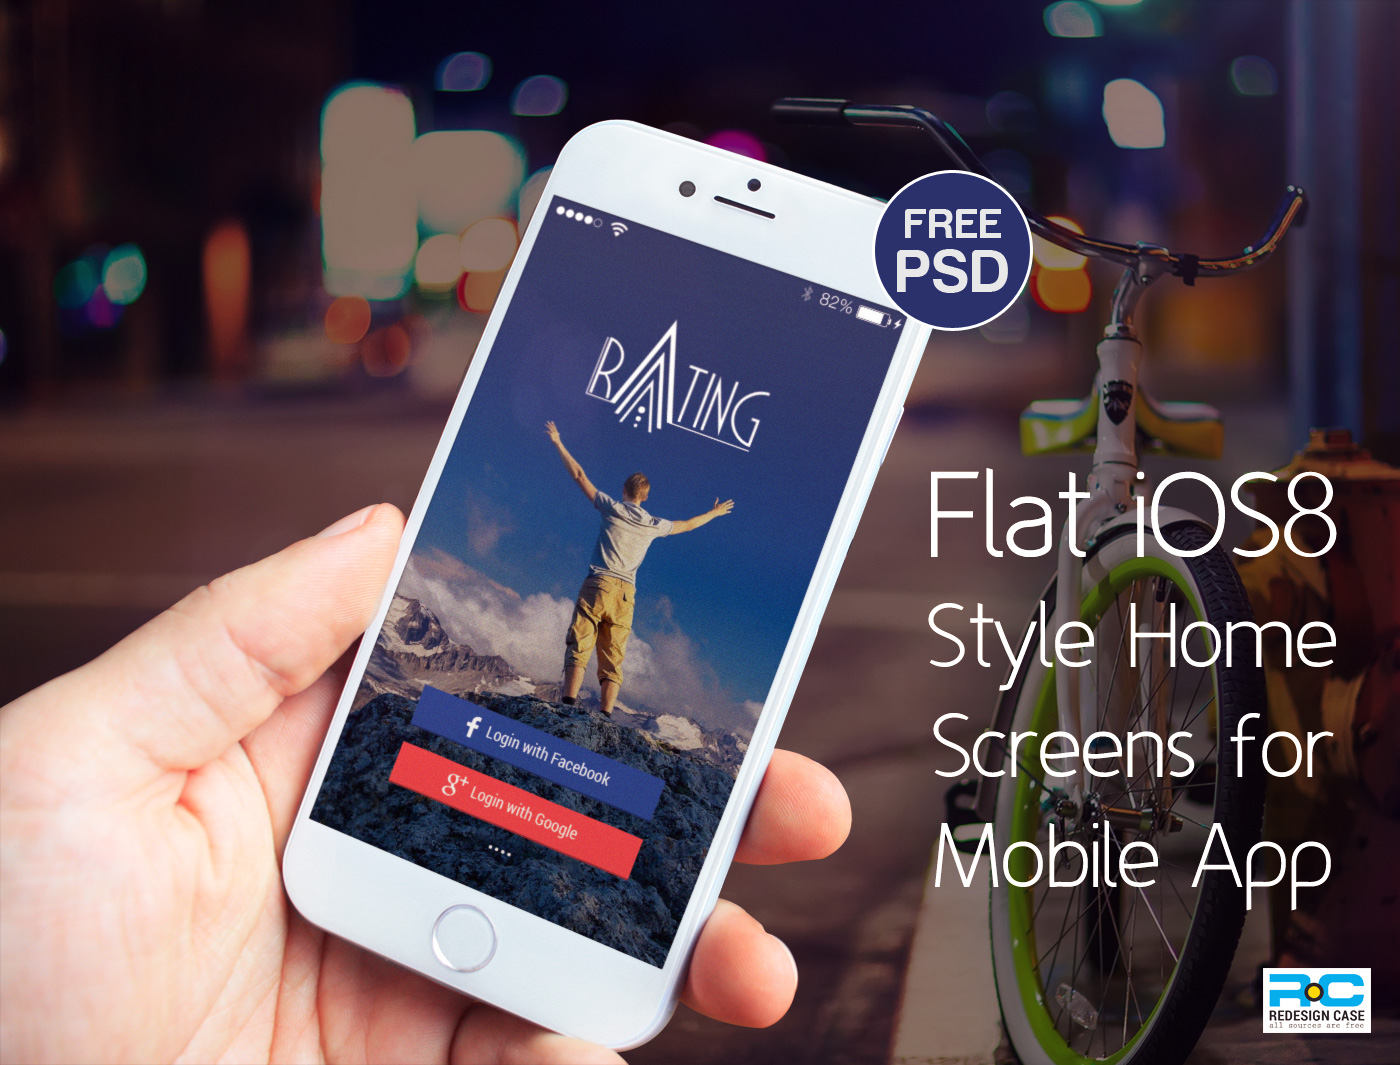 FREE
PSD
82%
RATING
Flat iOS8
Style Home
Screens for
Mobile App
f Login with Facebook
g+ Login with Google
RC
REDESIGN CASE
all sources are free